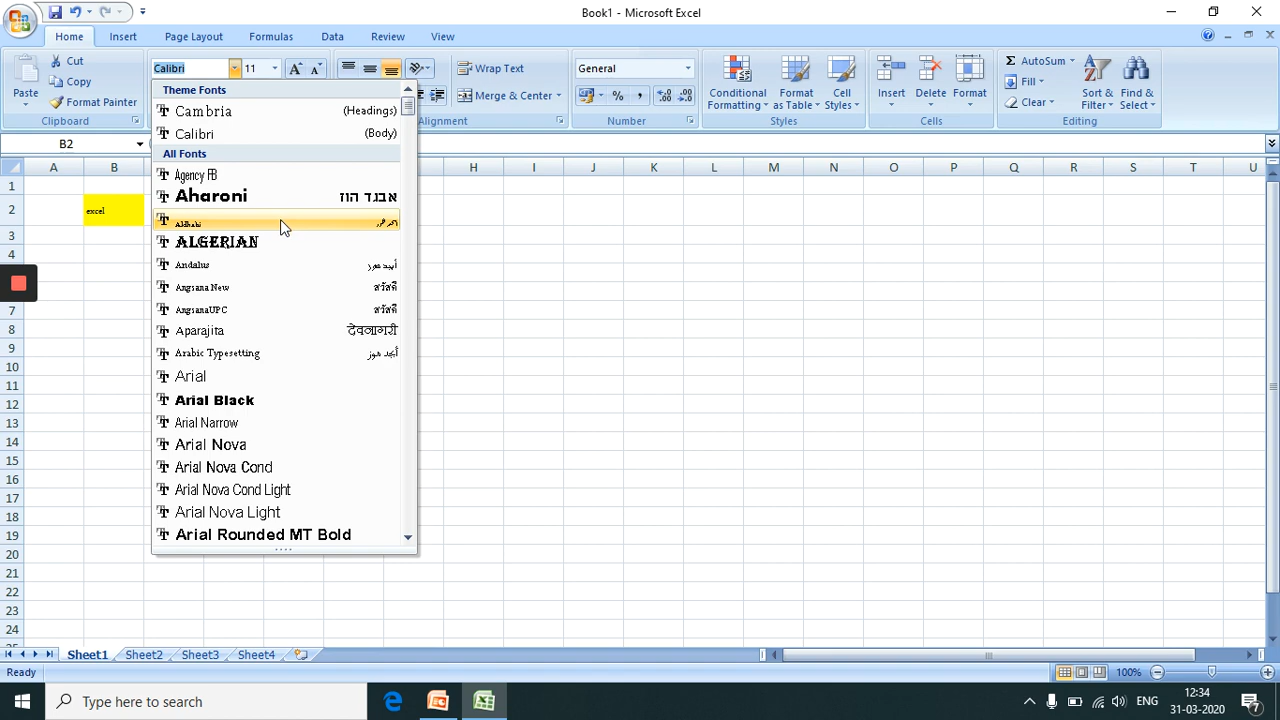 Book1 - Microsoft Excel
Home Insert Page Layout Formulas Data Review View
Cut
Copy
Format Painter
Paste
Clipboard
Calibri 11
Wrap Text
Merge & Center
Alignment
General
%
Number
Conditional Formatting
Format as Table
Cell Styles
Styles
Insert Delete Format
Cells
AutoSum
Fill
Clear
Sort & Filter
Find & Select
Editing
B2
A B H I J K L M N O P Q R S T U
1
2 excel
3
4
7
8
9
10
11
12
13
14
15
16
17
18
19
20
21
22
23
24
25
Theme Fonts
Cambria (Headings)
Calibri (Body)
All Fonts
Agency FB
Aharoni אבגד הוז
Aldhabi
ALGERIAN
Andalus أبجد هوز
Angsana New สวัสดี
AngsanaUPC สวัสดี
Aparajita देवनागरी
Arabic Typesetting أبجد هوز
Arial
Arial Black
Arial Narrow
Arial Nova
Arial Nova Cond
Arial Nova Cond Light
Arial Nova Light
Arial Rounded MT Bold
Sheet1 Sheet2 Sheet3 Sheet4
Ready 100%
Type here to search
ENG
12:34
31-03-2020
7